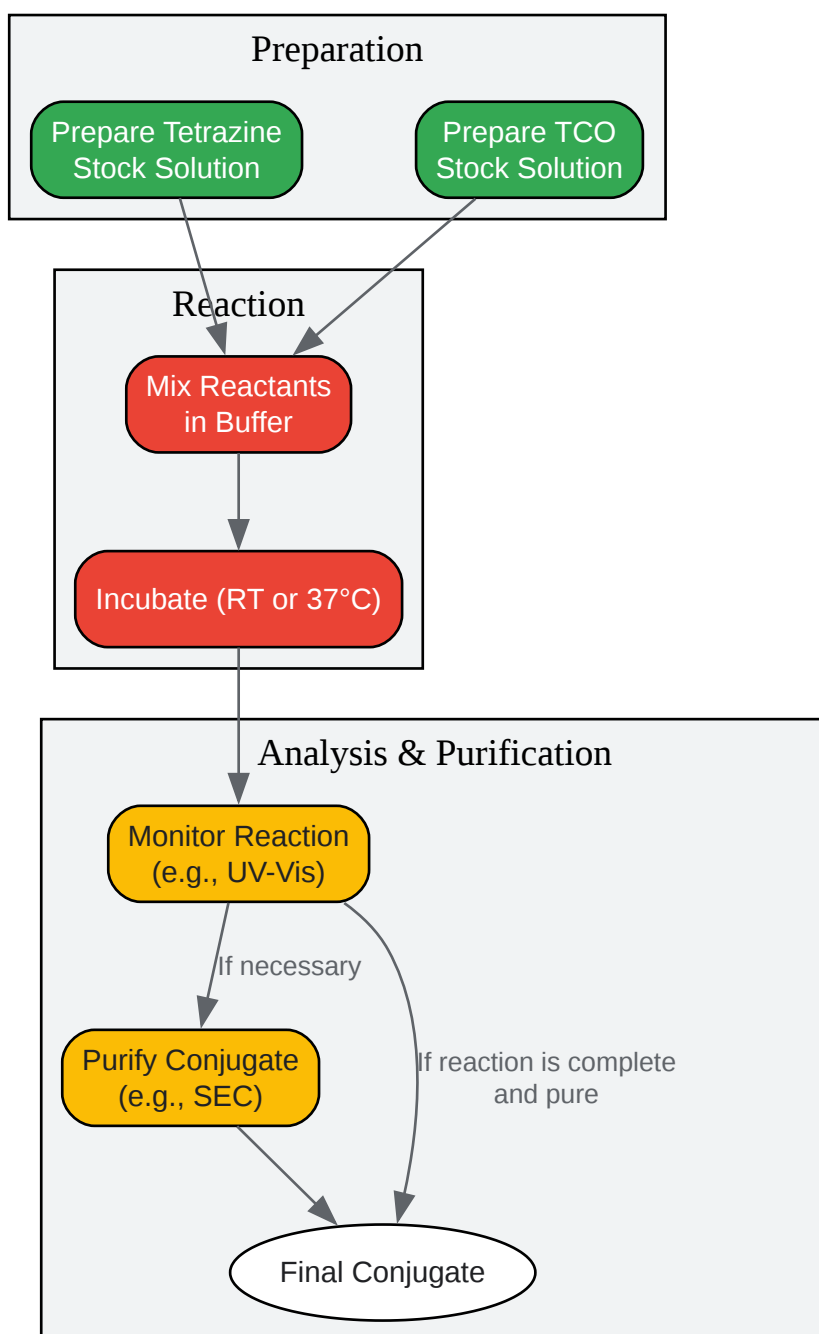 Preparation
Prepare Tetrazine
Stock Solution
Prepare TCO
Stock Solution
Reaction
Mix Reactants
in Buffer
Incubate (RT or 37°C)
Analysis & Purification
Monitor Reaction
(e.g., UV-Vis)
If necessary
Purify Conjugate
(e.g., SEC)
If reaction is complete
and pure
Final Conjugate